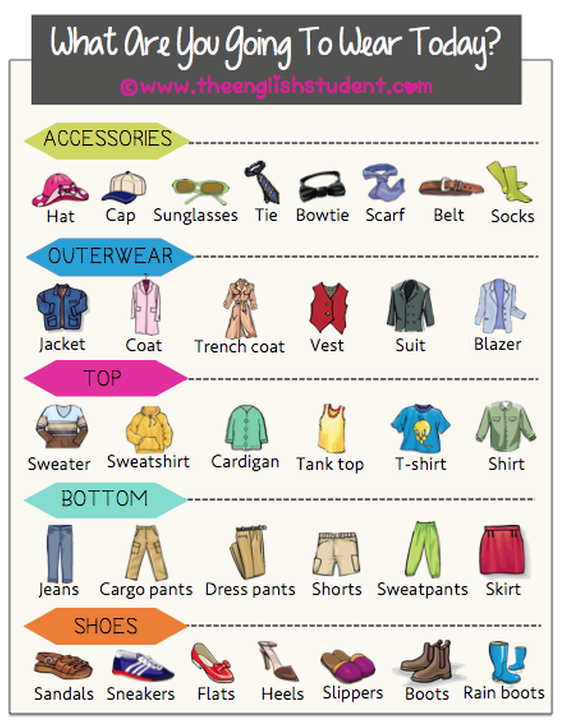 What Are You Going To Wear Today?
©www.theenglishstudent.com
ACCESSORIES
Hat Cap Sunglasses Tie Bowtie Scarf Belt Socks
OUTERWEAR
Jacket Coat Trench coat Vest Suit Blazer
TOP
Sweater Sweatshirt Cardigan Tank top T-shirt Shirt
BOTTOM
Jeans Cargo pants Dress pants Shorts Sweatpants Skirt
SHOES
Sandals Sneakers Flats Heels Slippers Boots Rain boots